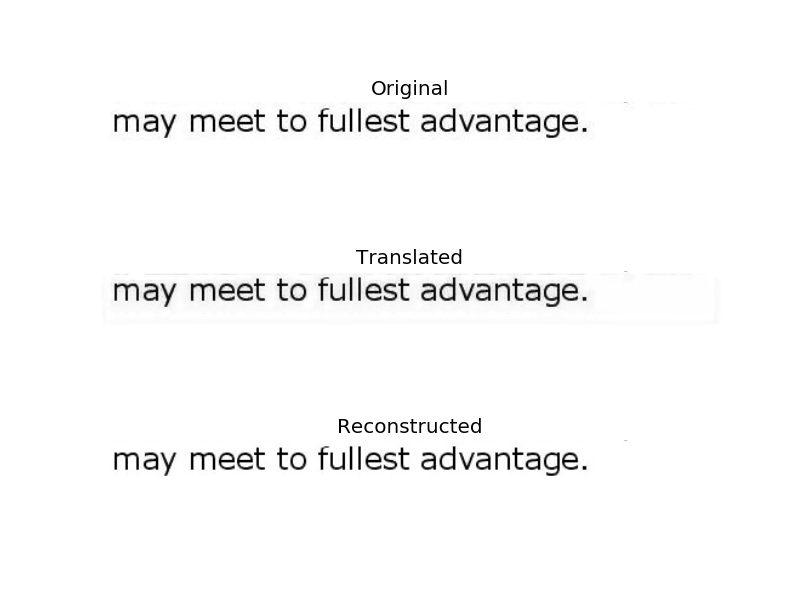 Original
may meet to fullest advantage.
Translated
may meet to fullest advantage.
Reconstructed
may meet to fullest advantage.